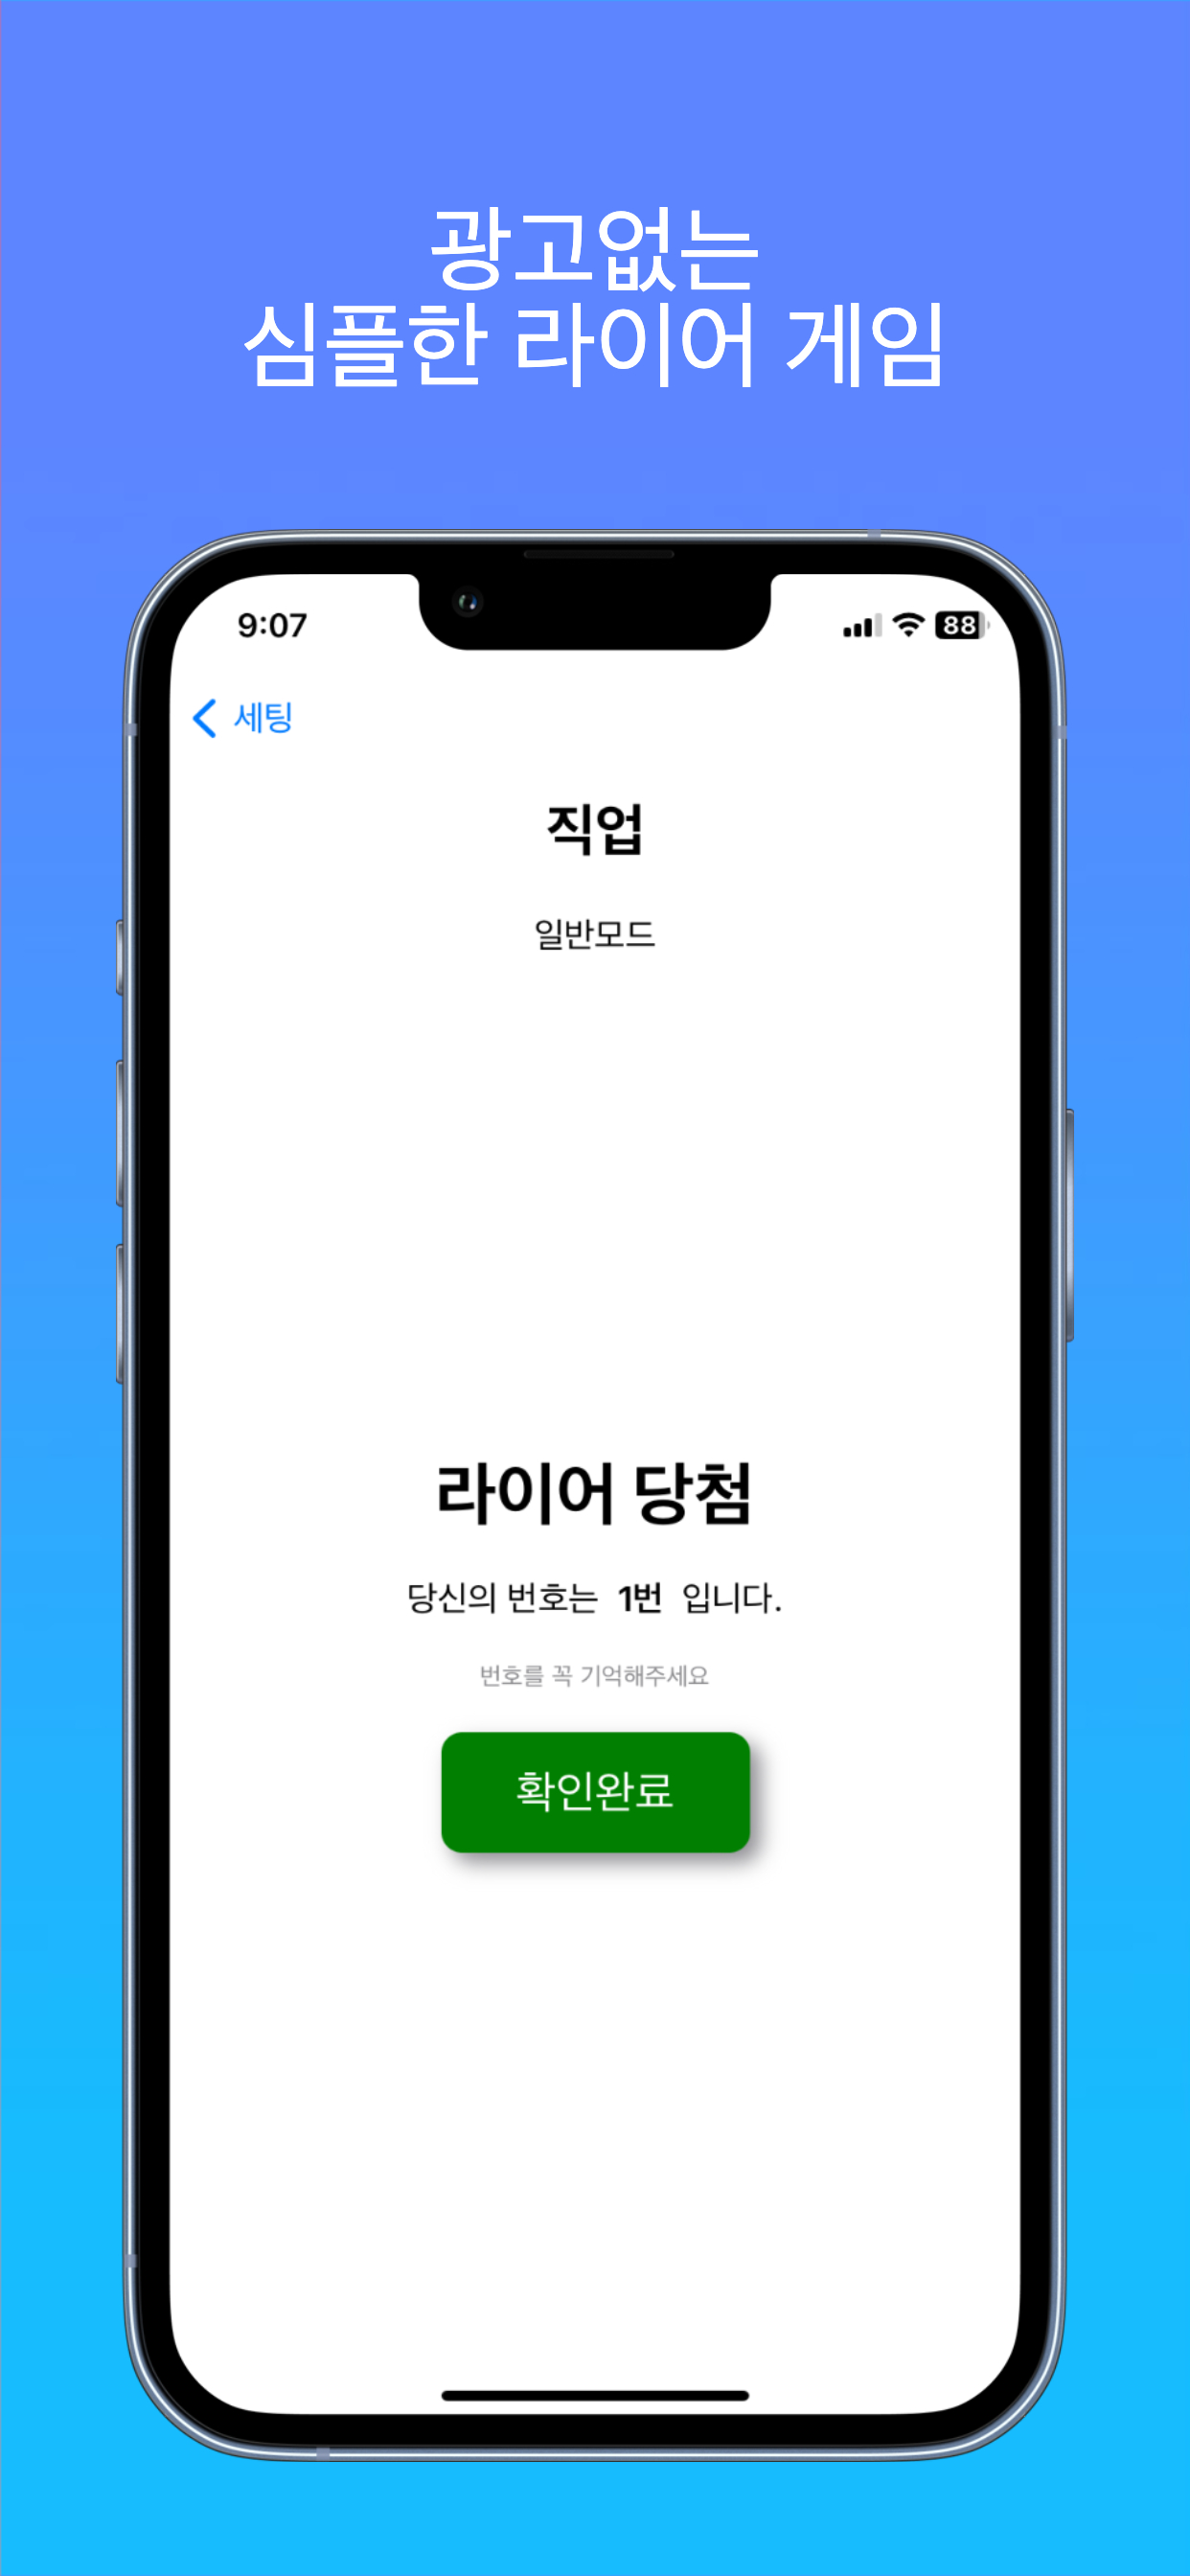 광고없는
심플한 라이어 게임
9:07
88
세팅
직업
일반모드
라이어 당첨
당신의 번호는 1번 입니다.
번호를 꼭 기억해주세요
확인완료